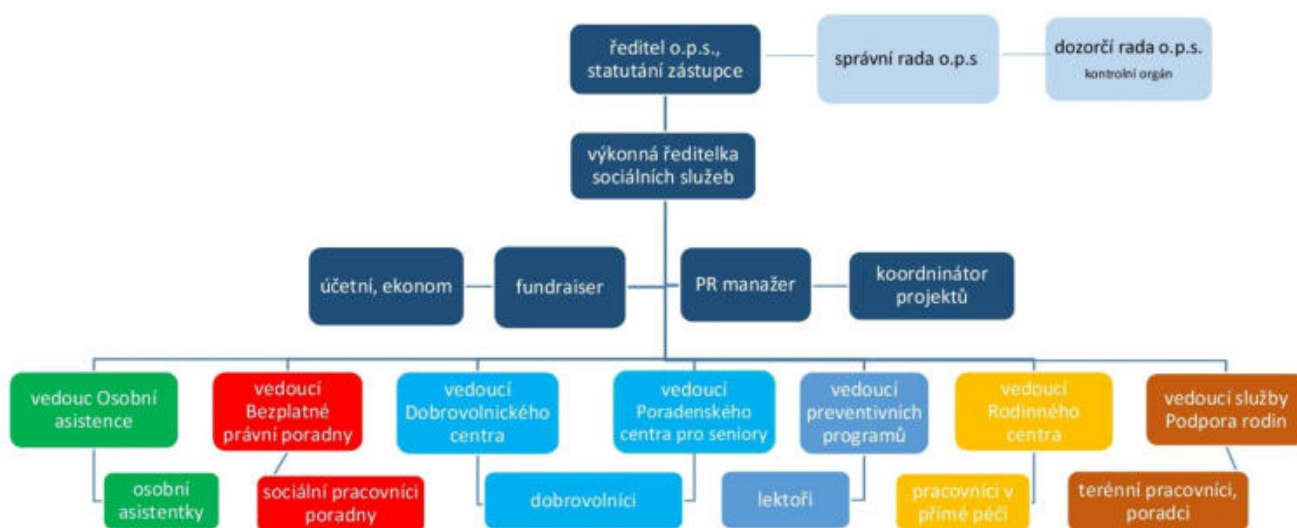 ředitel o.p.s.,
statutání zástupce
správní rada o.p.s
dozorčí rada o.p.s.
kontrolní orgán
výkonná ředitelka
sociálních služeb
účetní, ekonom
fundraiser
PR manažer
koordninátor
projektů
vedouc Osobní
asistence
vedoucí
Bezplatné
právní poradny
vedoucí
Dobrovolnického
centra
vedoucí
Poradenského
centra pro seniory
vedoucí
preventivních
programů
vedoucí
Rodinného
centra
vedoucí služby
Podpora rodin
osobní
asistentky
sociální pracovníci
poradny
dobrovolníci
lektoři
pracovníci v
přímé péči
terénní pracovníci,
poradci